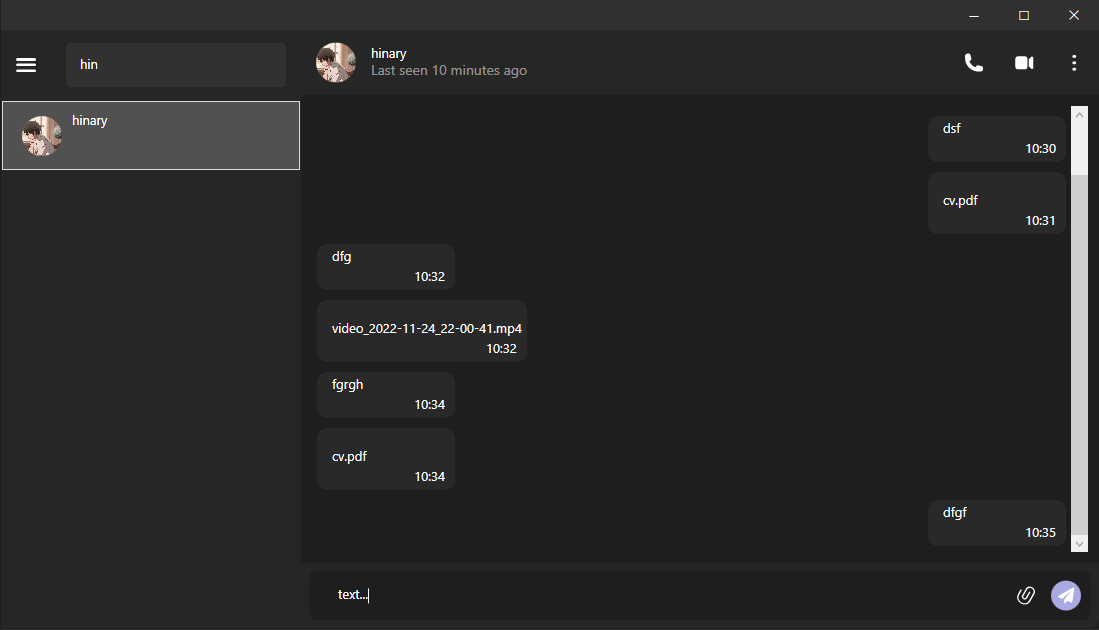 hin
hinary
hinary
Last seen 10 minutes ago
dsf
10:30
cv.pdf
10:31
dfg
10:32
video_2022-11-24_22-00-41.mp4
10:32
fgrgh
10:34
cv.pdf
10:34
dfgf
10:35
text...